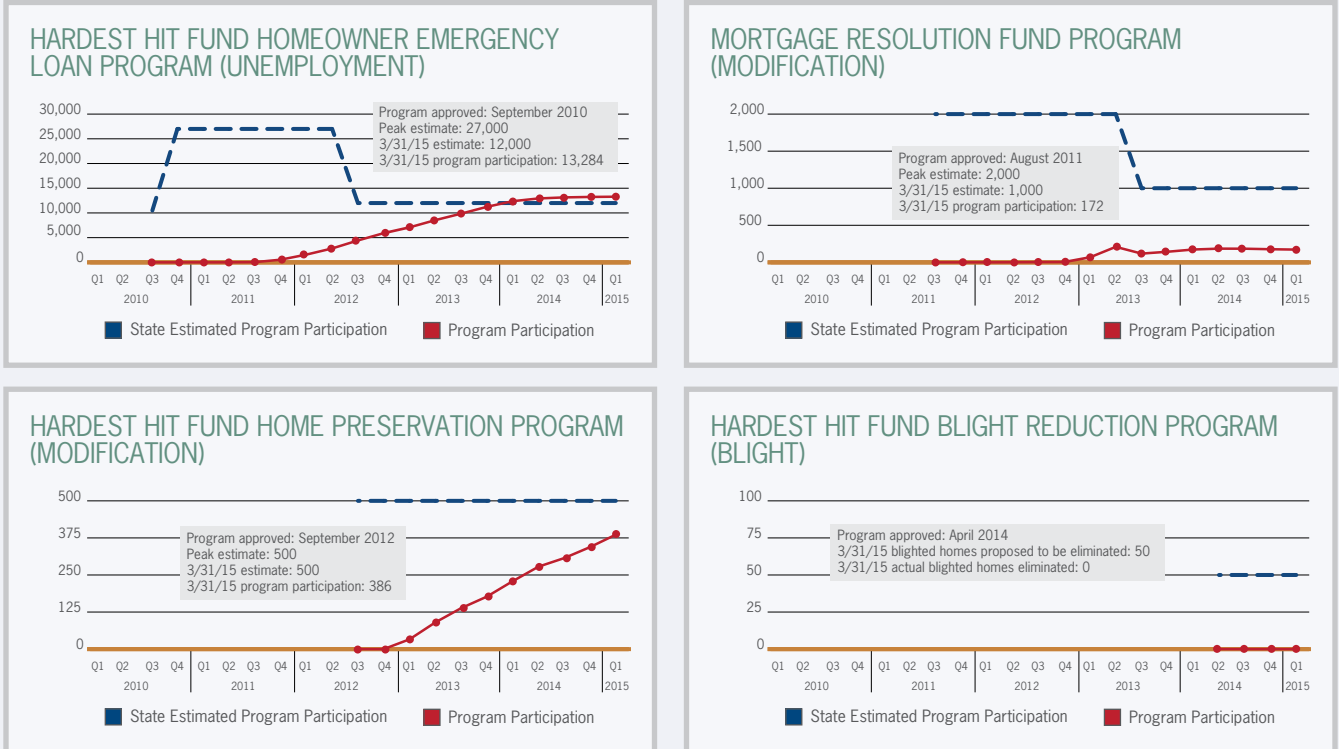 HARDEST HIT FUND HOMEOWNER EMERGENCY
LOAN PROGRAM (UNEMPLOYMENT)
30,000
25,000
20,000
15,000
10,000
5,000
0
Program approved: September 2010
Peak estimate: 27,000
3/31/15 estimate: 12,000
3/31/15 program participation: 13,284
Q1 Q2 Q3 Q4 Q1 Q2 Q3 Q4 Q1 Q2 Q3 Q4 Q1 Q2 Q3 Q4 Q1 Q2 Q3 Q4 Q1
2010 2011 2012 2013 2014 2015
State Estimated Program Participation Program Participation
MORTGAGE RESOLUTION FUND PROGRAM
(MODIFICATION)
2,000
1,500
1,000
500
0
Program approved: August 2011
Peak estimate: 2,000
3/31/15 estimate: 1,000
3/31/15 program participation: 172
Q1 Q2 Q3 Q4 Q1 Q2 Q3 Q4 Q1 Q2 Q3 Q4 Q1 Q2 Q3 Q4 Q1 Q2 Q3 Q4 Q1
2010 2011 2012 2013 2014 2015
State Estimated Program Participation Program Participation
HARDEST HIT FUND HOME PRESERVATION PROGRAM
(MODIFICATION)
500
375
250
125
0
Program approved: September 2012
Peak estimate: 500
3/31/15 estimate: 500
3/31/15 program participation: 386
Q1 Q2 Q3 Q4 Q1 Q2 Q3 Q4 Q1 Q2 Q3 Q4 Q1 Q2 Q3 Q4 Q1 Q2 Q3 Q4 Q1
2010 2011 2012 2013 2014 2015
State Estimated Program Participation Program Participation
HARDEST HIT FUND BLIGHT REDUCTION PROGRAM
(BLIGHT)
100
75
50
25
0
Program approved: April 2014
3/31/15 blighted homes proposed to be eliminated: 50
3/31/15 actual blighted homes eliminated: 0
Q1 Q2 Q3 Q4 Q1 Q2 Q3 Q4 Q1 Q2 Q3 Q4 Q1 Q2 Q3 Q4 Q1 Q2 Q3 Q4 Q1
2010 2011 2012 2013 2014 2015
State Estimated Program Participation Program Participation